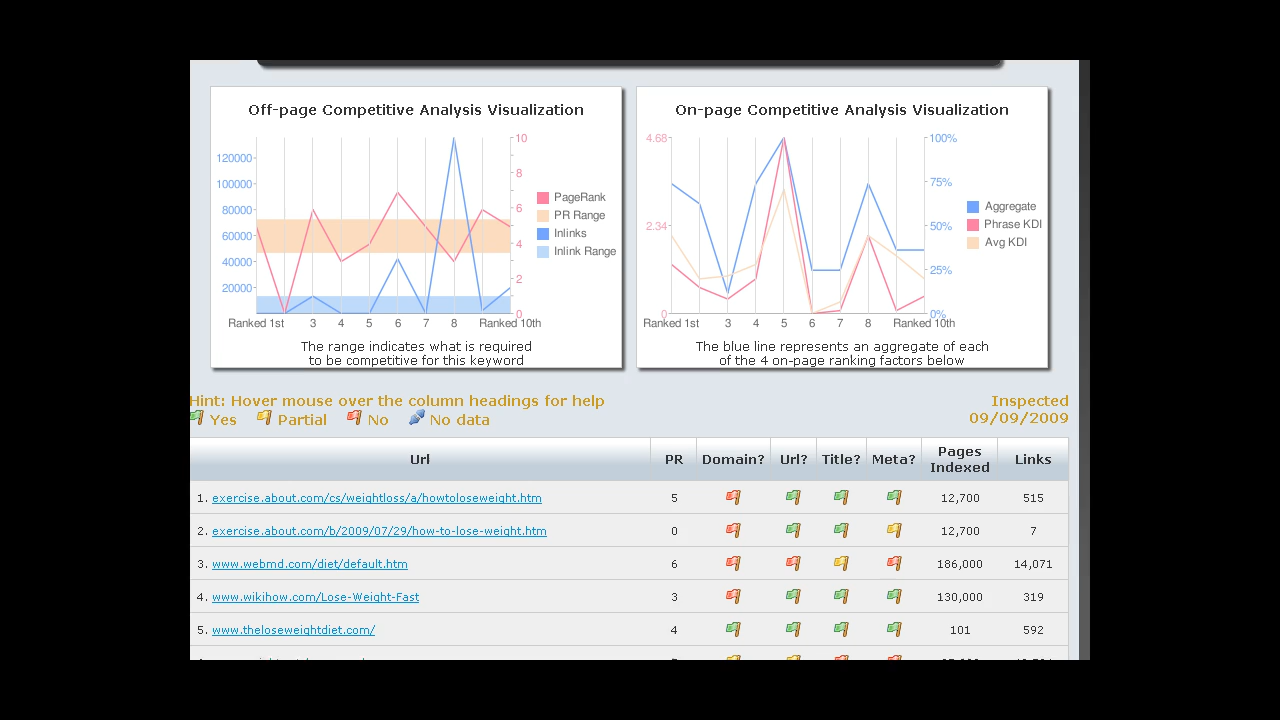 Off-page Competitive Analysis Visualization
120000
100000
80000
60000
40000
20000
10
8
6
4
2
0
PageRank
PR Range
Inlinks
Inlink Range
Ranked 1st 3 4 5 6 7 8 Ranked 10th
The range indicates what is required
to be competitive for this keyword
On-page Competitive Analysis Visualization
4.68
2.34
0
100%
75%
50%
25%
0%
Aggregate
Phrase KDI
Avg KDI
Ranked 1st 3 4 5 6 7 8 Ranked 10th
The blue line represents an aggregate of each
of the 4 on-page ranking factors below
Hint: Hover mouse over the column headings for help
Yes Partial No No data
Inspected
09/09/2009
Url PR Domain? Url? Title? Meta? Pages Indexed Links
1. exercise.about.com/cs/weightloss/a/howtoloseweight.htm 5 12,700 515
2. exercise.about.com/b/2009/07/29/how-to-lose-weight.htm 0 12,700 7
3. www.webmd.com/diet/default.htm 6 186,000 14,071
4. www.wikihow.com/Lose-Weight-Fast 3 130,000 319
5. www.theloseweightdiet.com/ 4 101 592